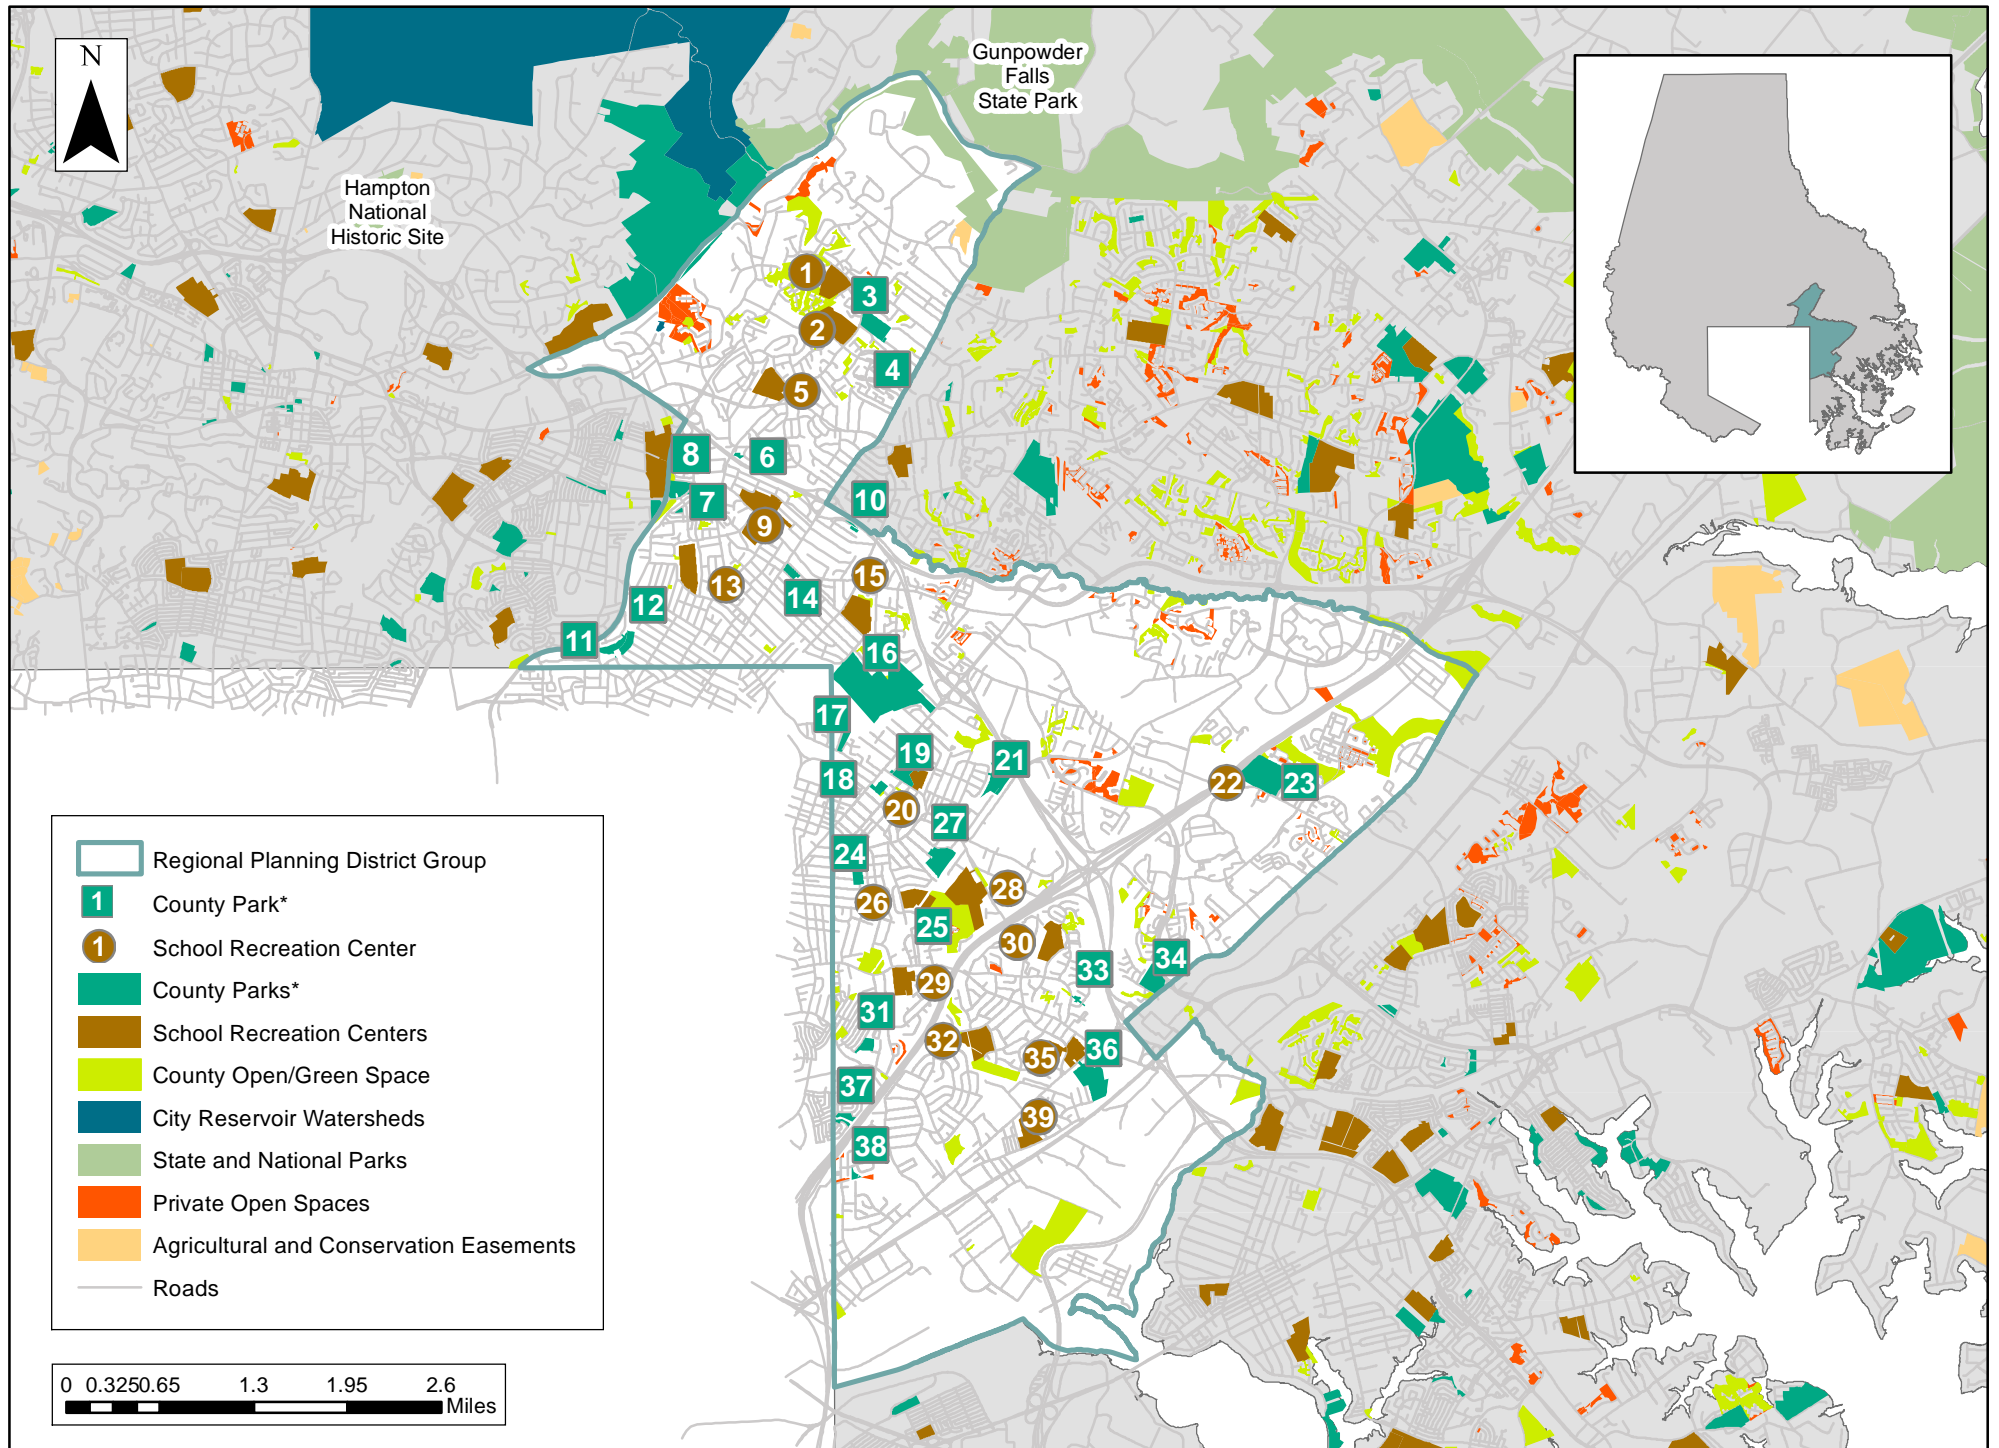 N
Gunpowder
Falls
State Park
Hampton
National
Historic Site
1
3
2
4
5
8
6
7
10
9
15
13
14
12
11
16
17
19
21
18
22
23
20
27
24
28
26
25
30
34
33
29
31
32
36
35
37
39
38
Regional Planning District Group
1 County Park*
1 School Recreation Center
County Parks*
School Recreation Centers
County Open/Green Space
City Reservoir Watersheds
State and National Parks
Private Open Spaces
Agricultural and Conservation Easements
Roads
0 0.325 0.65 1.3 1.95 2.6
Miles